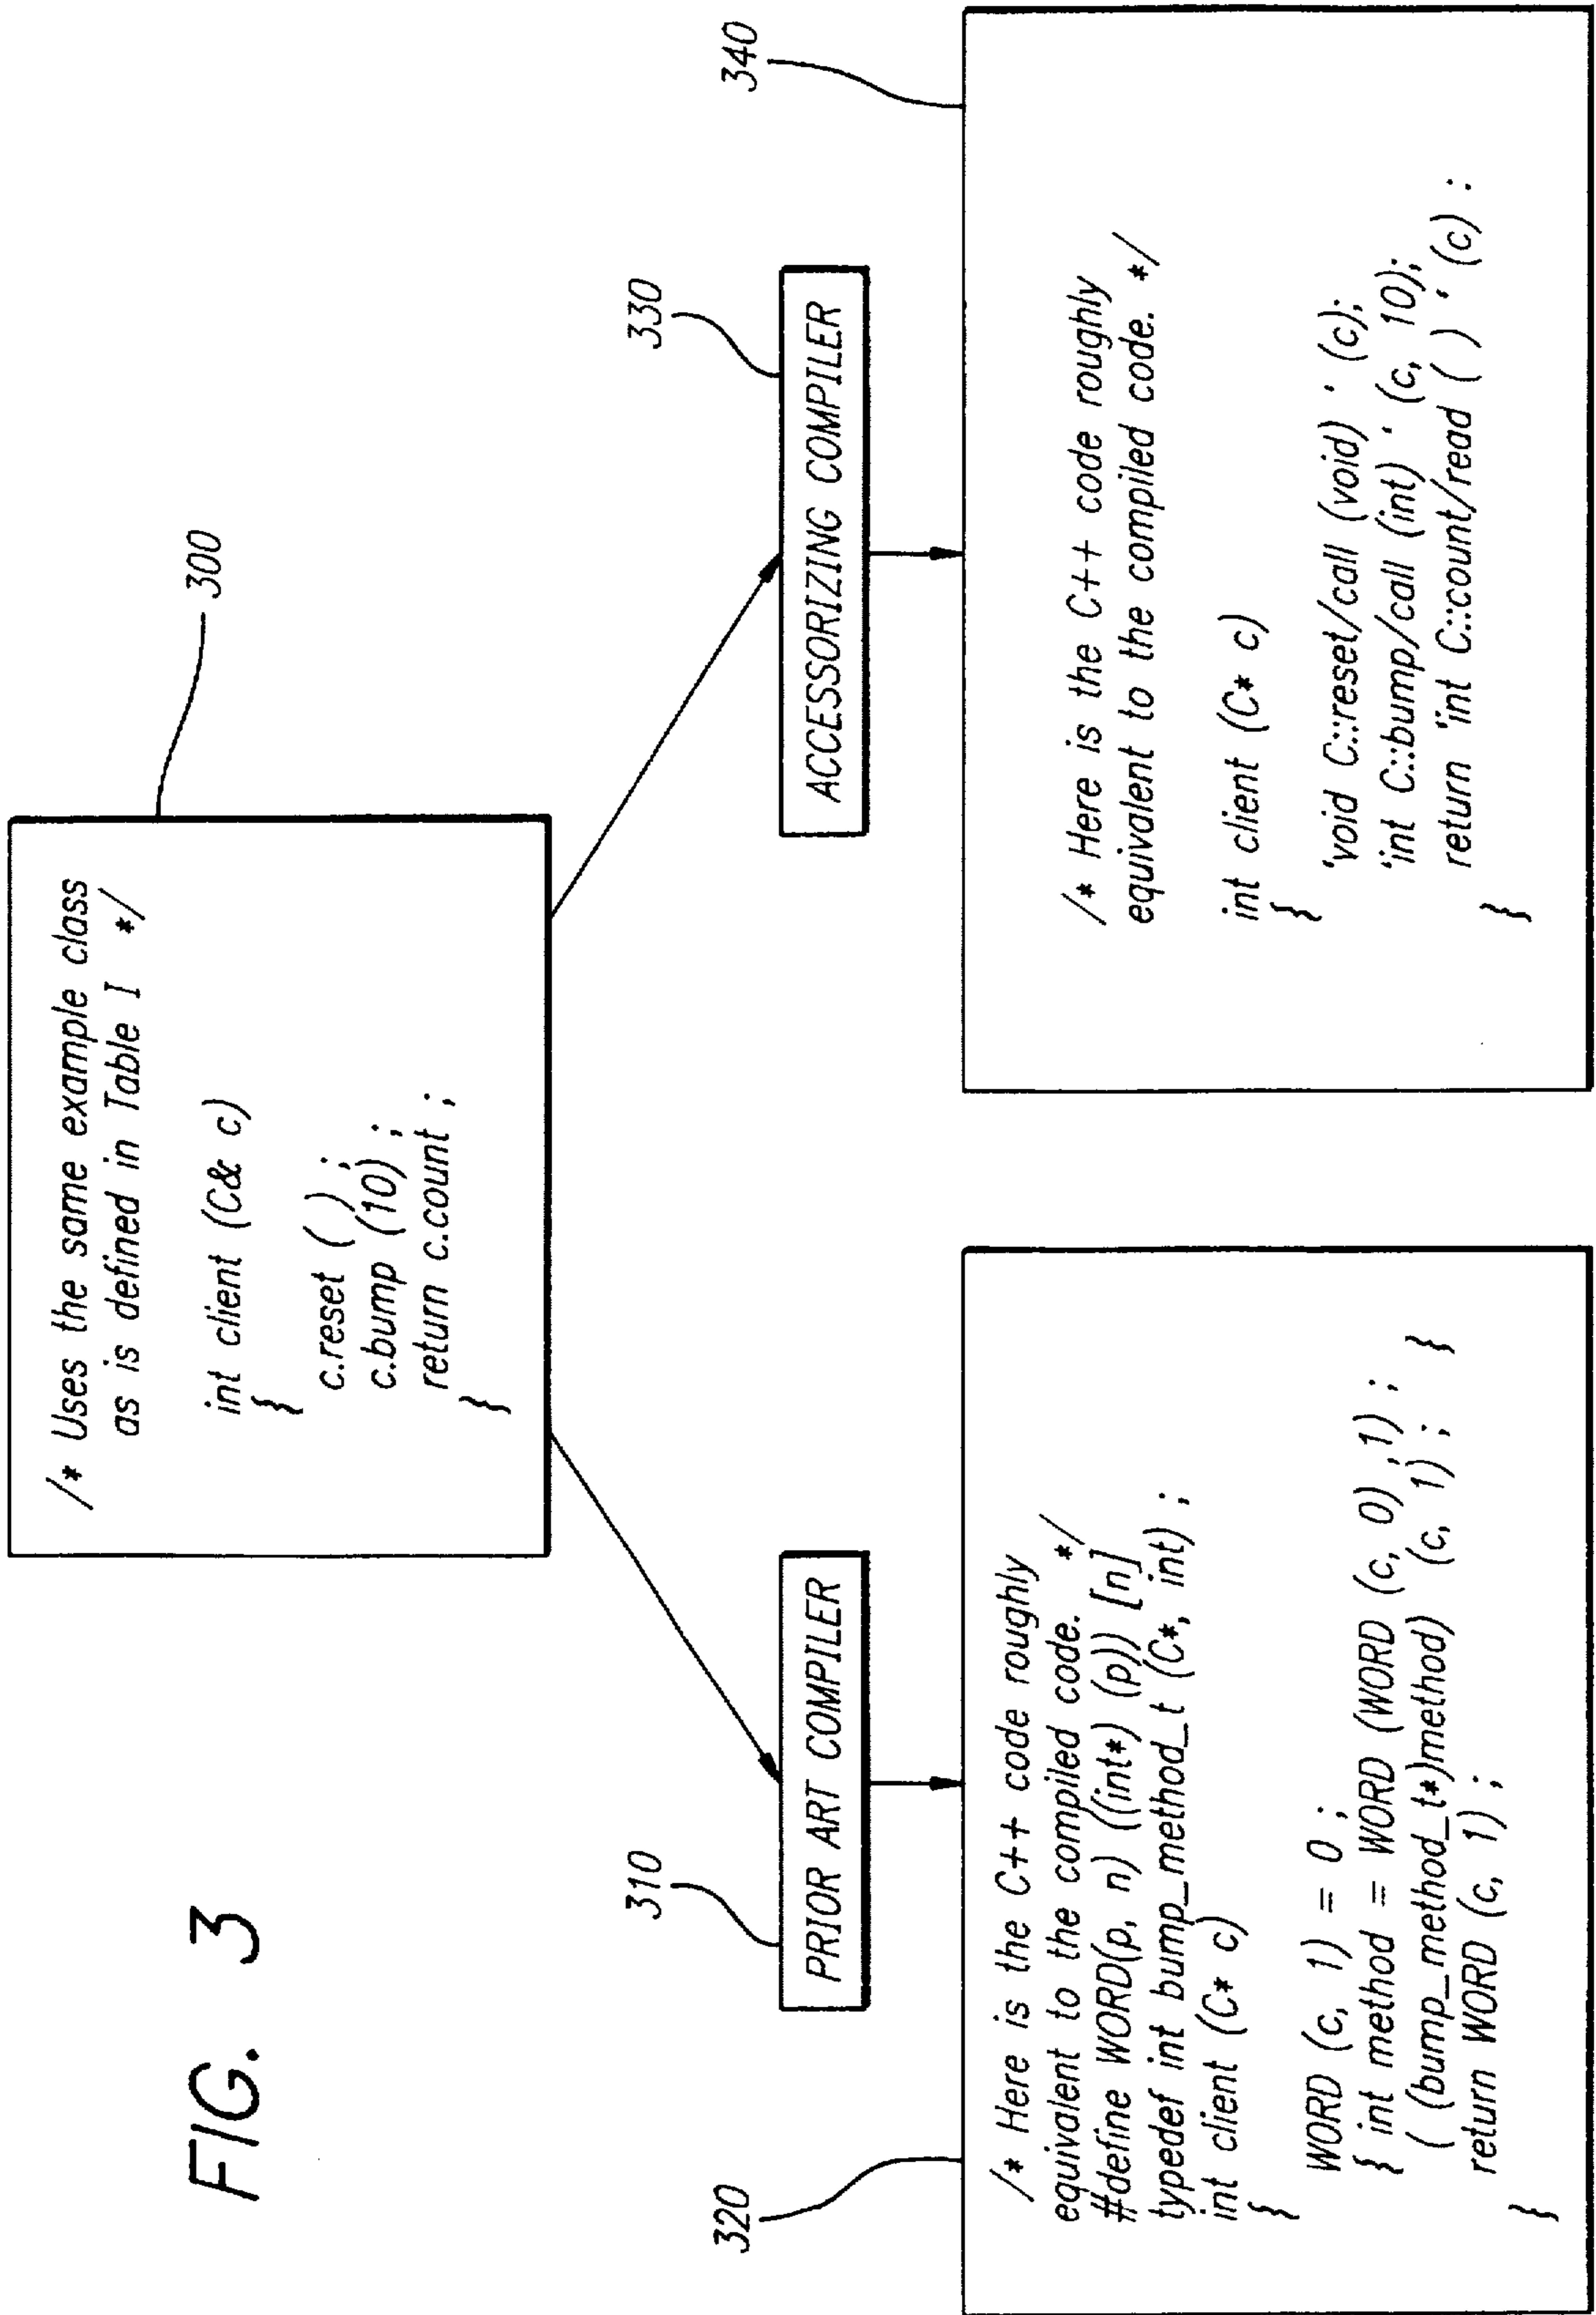 FIG. 3
300
/* Uses the same example class
as is defined in Table I */
int client (C& c)
{
c.reset ( ) ;
c.bump (10) ;
return c.count ;
}
310
PRIOR ART COMPILER
330
ACCESSORIZING COMPILER
320
/* Here is the C++ code roughly
equivalent to the compiled code. */
#define WORD(p, n) ((int*) (p)) [n]
typedef int bump_method_t (C*, int) ;
int client (C* c)
{
WORD (c, 1) = 0 ;
{ int method = WORD (WORD (c, 0) ,1) ;
( (bump_method_t*)method) (c, 1) ; }
return WORD (c, 1) ;
}
340
/* Here is the C++ code roughly
equivalent to the compiled code. */
int client (C* c)
{
'void C::reset/call (void) ' (c);
'int C::bump/call (int) ' (c, 10);
return 'int C::count/read ( ) ' (c) :
}